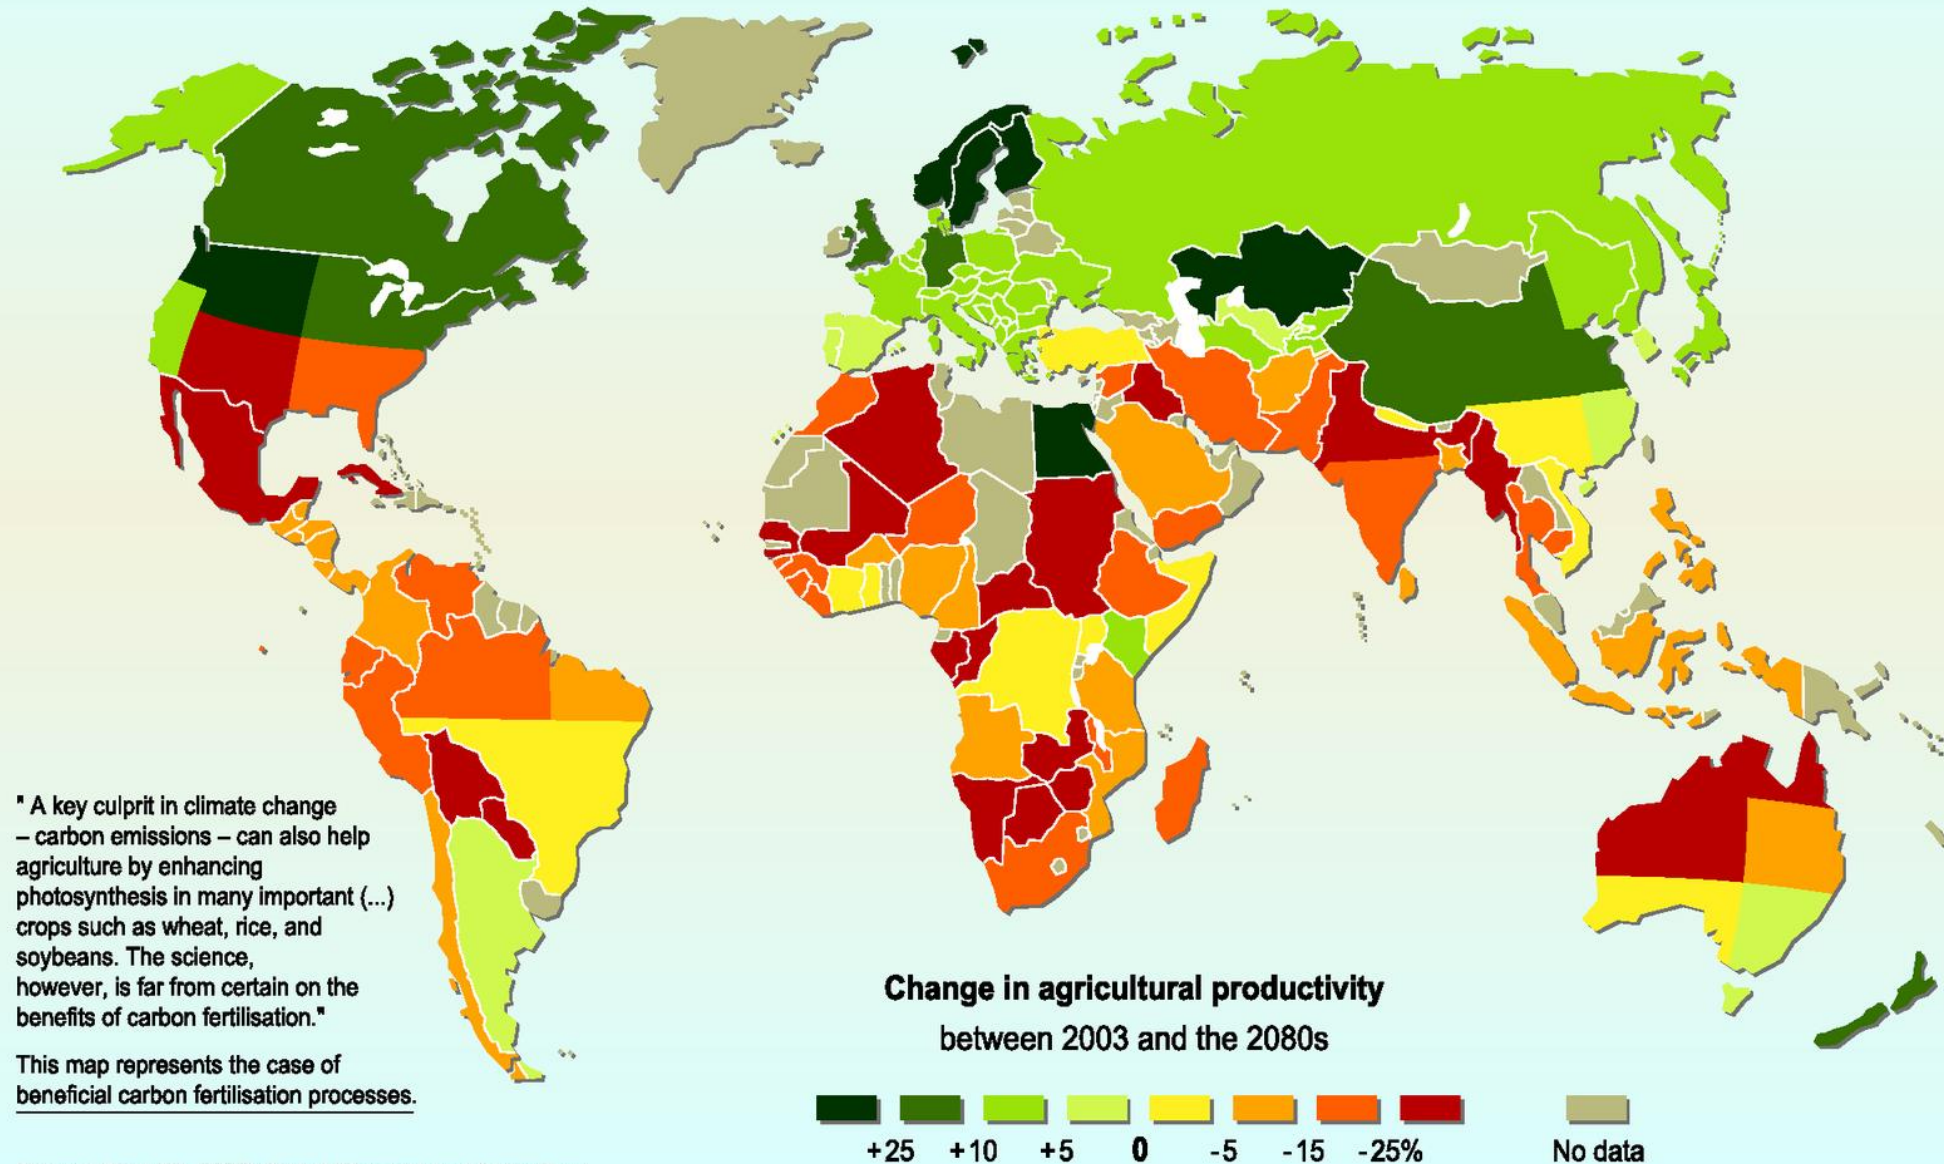 " A key culprit in climate change
– carbon emissions – can also help
agriculture by enhancing
photosynthesis in many important (...)
crops such as wheat, rice, and
soybeans. The science,
however, is far from certain on the
benefits of carbon fertilisation."
This map represents the case of
beneficial carbon fertilisation processes.
Change in agricultural productivity
between 2003 and the 2080s
+25 +10 +5 0 -5 -15 -25% No data